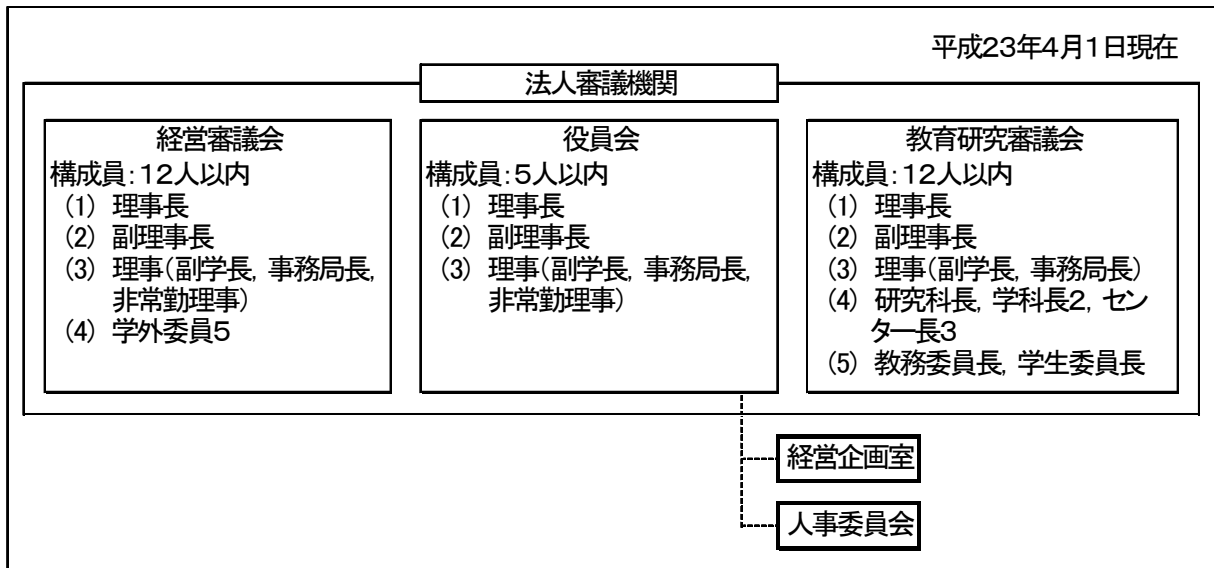 平成23年4月1日現在
法人審議機関
経営審議会
構成員：12人以内
(1) 理事長
(2) 副理事長
(3) 理事(副学長, 事務局長,
非常勤理事)
(4) 学外委員5
役員会
構成員：5人以内
(1) 理事長
(2) 副理事長
(3) 理事(副学長, 事務局長,
非常勤理事)
教育研究審議会
構成員：12人以内
(1) 理事長
(2) 副理事長
(3) 理事(副学長, 事務局長)
(4) 研究科長, 学科長2, セン
ター長3
(5) 教務委員長, 学生委員長
経営企画室
人事委員会